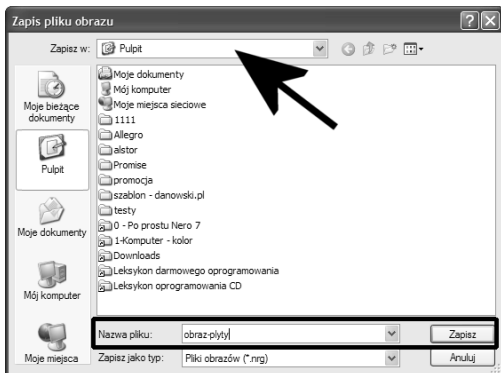 Zapis pliku obrazu
Zapisz w:
Pulpit
Moje bieżące
dokumenty
Pulpit
Moje dokumenty
Mój komputer
Moje miejsca
Moje dokumenty
Mój komputer
Moje miejsca sieciowe
1111
Allegro
alstor
Promise
promocja
szablon - danowski.pl
testy
0 - Po prostu Nero 7
1-Komputer - kolor
Downloads
Leksykon darmowego oprogramowania
Leksykon oprogramowania CD
Nazwa pliku:
obraz-plyty
Zapisz
Zapisz jako typ:
Pliki obrazów (*.nrg)
Anuluj